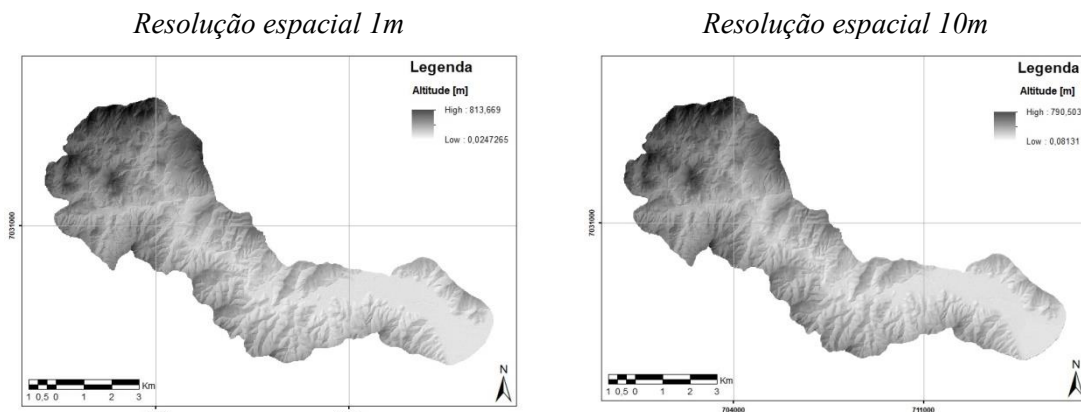 Resolução espacial 1m
Legenda
Altitude [m]
High : 813,669
Low : 0,0247265
7031000
1 0,5 0 1 2 3
Km
N
Resolução espacial 10m
Legenda
Altitude [m]
High : 790,503
Low : 0,08131
7031000
1 0,5 0 1 2 3
Km
N
704000
711000